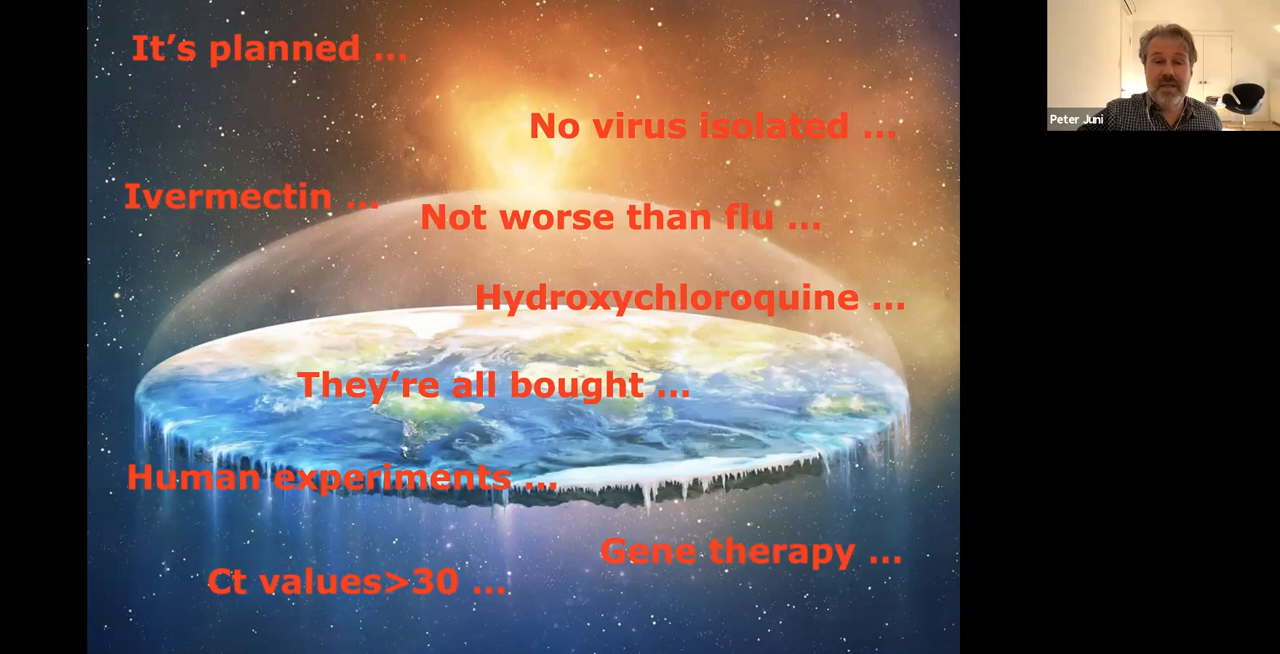 It's planned ...
No virus isolated ...
Ivermectin ...
Not worse than flu ...
Hydroxychloroquine ...
They're all bought ...
Human experiments ...
Gene therapy ...
Ct values>30 ...
Peter Juni